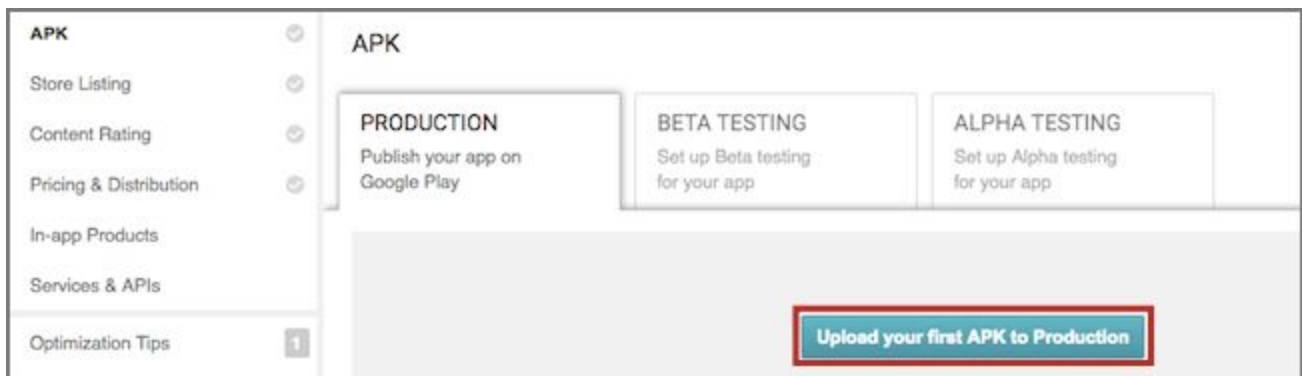 APK
Store Listing
Content Rating
Pricing & Distribution
In-app Products
Services & APIs
Optimization Tips 1
APK
PRODUCTION
Publish your app on
Google Play
BETA TESTING
Set up Beta testing
for your app
ALPHA TESTING
Set up Alpha testing
for your app
Upload your first APK to Production